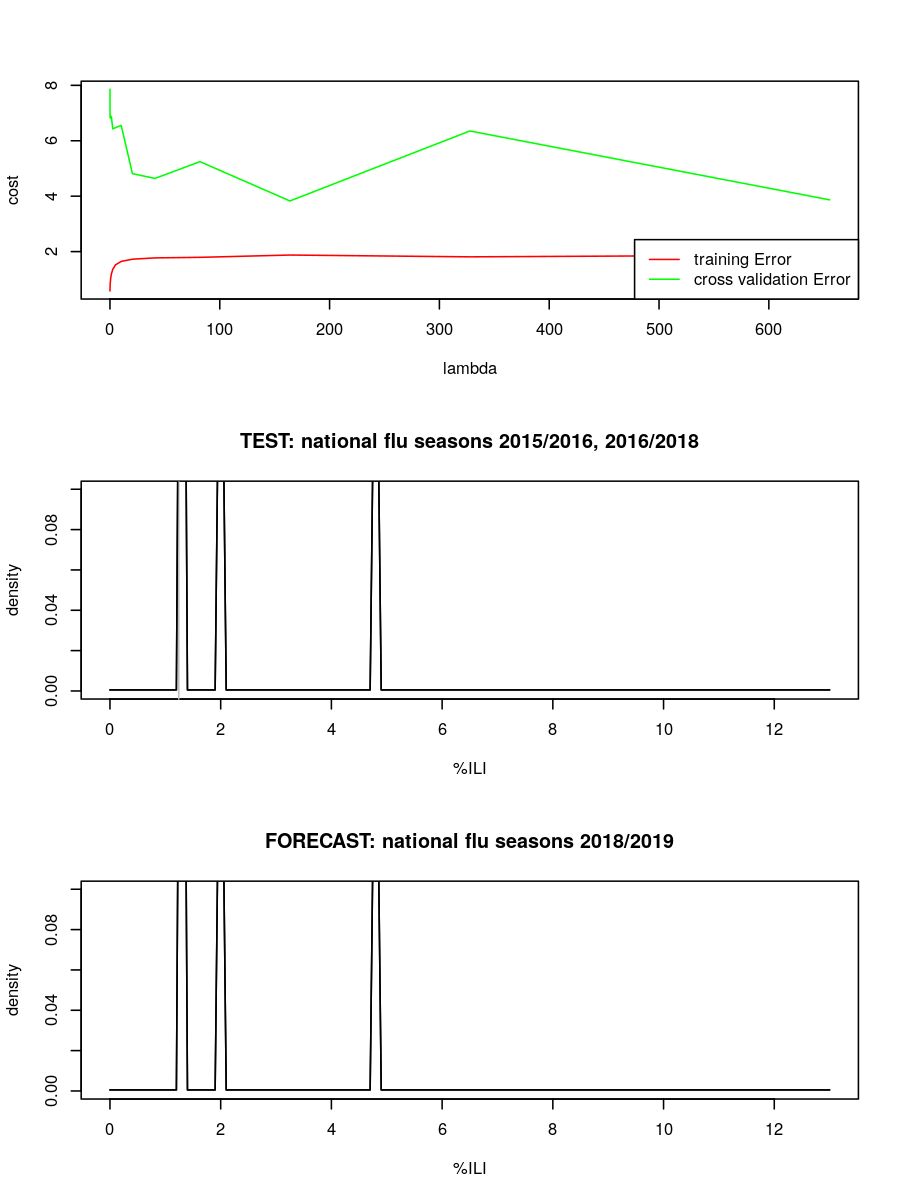 8
6
4
2
cost
training Error
cross validation Error
0 100 200 300 400 500 600
lambda
TEST: national flu seasons 2015/2016, 2016/2018
0.08
0.04
0.00
density
0 2 4 6 8 10 12
%ILI
FORECAST: national flu seasons 2018/2019
0.08
0.04
0.00
density
0 2 4 6 8 10 12
%ILI